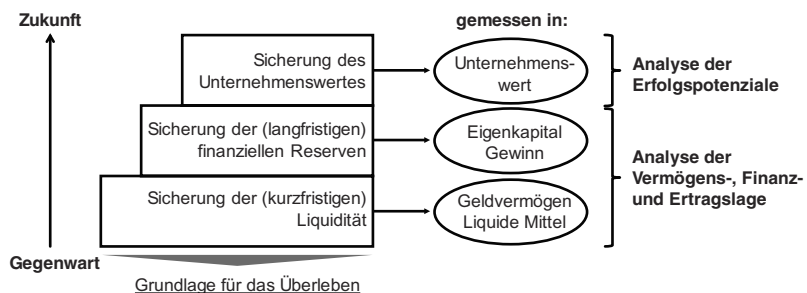 Zukunft
gemessen in:
Sicherung des
Unternehmenswertes
Unternehmens-
wert
Analyse der
Erfolgspotenziale
Sicherung der (langfristigen)
finanziellen Reserven
Eigenkapital
Gewinn
Analyse der
Vermögens-, Finanz-
und Ertragslage
Sicherung der (kurzfristigen)
Liquidität
Geldvermögen
Liquide Mittel
Gegenwart
Grundlage für das Überleben